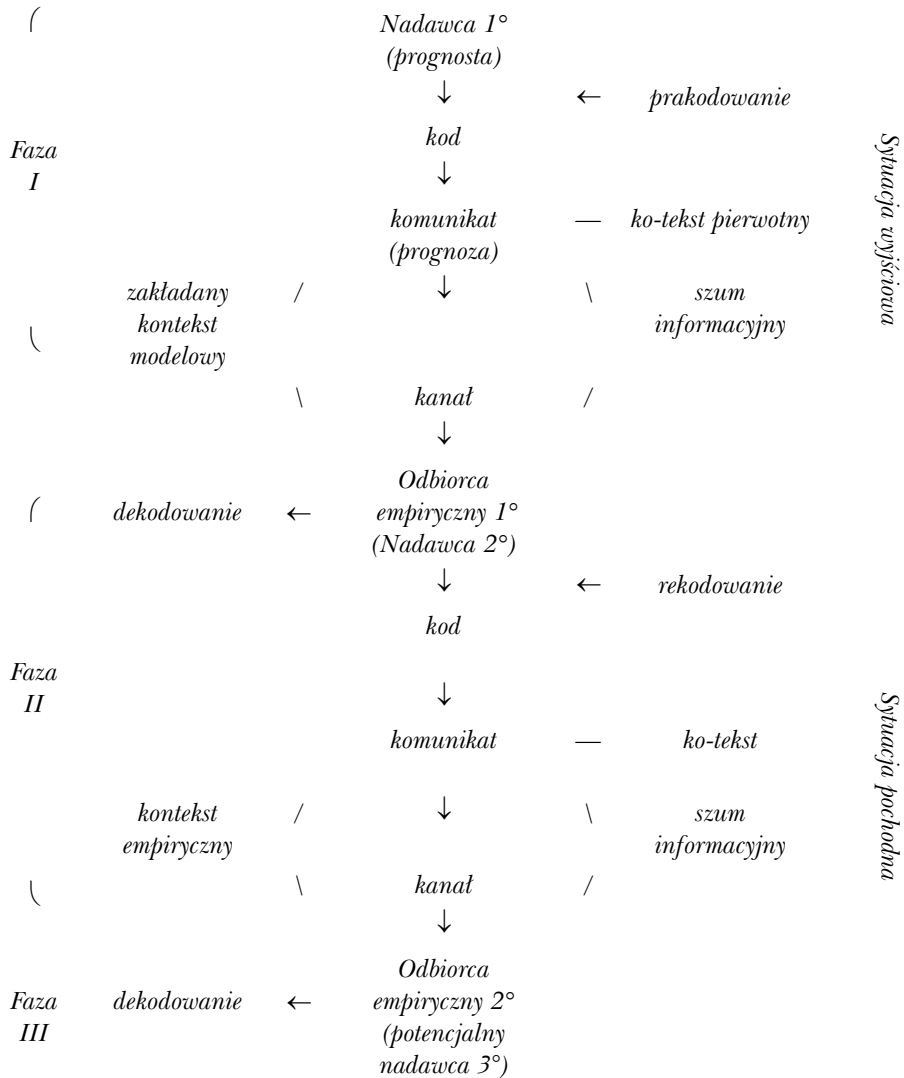 Nadawca 1°
(prognosta)
↓
← prakodowanie
kod
Faza
I
↓
komunikat — ko-tekst pierwotny
(prognoza)
Sytuacja wyjściowa
zakładany / ↓ \ szum
kontekst informacyjny
modelowy
\ kanał /
↓
Odbiorca
dekodowanie ← empiryczny 1°
(Nadawca 2°)
↓ ← rekodowanie
kod
Faza
II
↓
komunikat — ko-tekst
Sytuacja pochodna
kontekst / ↓ \ szum
empiryczny informacyjny
\ kanał /
↓
Odbiorca
Faza dekodowanie ← empiryczny 2°
III (potencjalny
nadawca 3°)